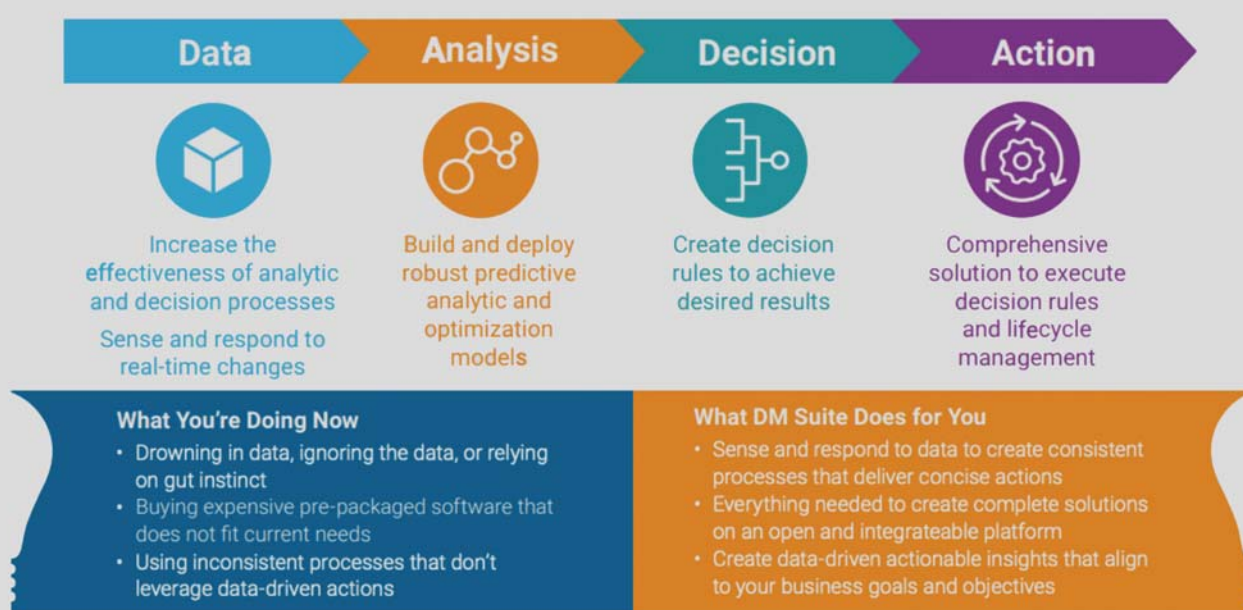 Data
Analysis
Decision
Action
Increase the
effectiveness of analytic
and decision processes
Sense and respond to
real-time changes
Build and deploy
robust predictive
analytic and
optimization
models
Create decision
rules to achieve
desired results
Comprehensive
solution to execute
decision rules
and lifecycle
management
What You're Doing Now
• Drowning in data, ignoring the data, or relying
on gut instinct
• Buying expensive pre-packaged software that
does not fit current needs
• Using inconsistent processes that don't
leverage data-driven actions
What DM Suite Does for You
• Sense and respond to data to create consistent
processes that deliver concise actions
• Everything needed to create complete solutions
on an open and integrateable platform
• Create data-driven actionable insights that align
to your business goals and objectives